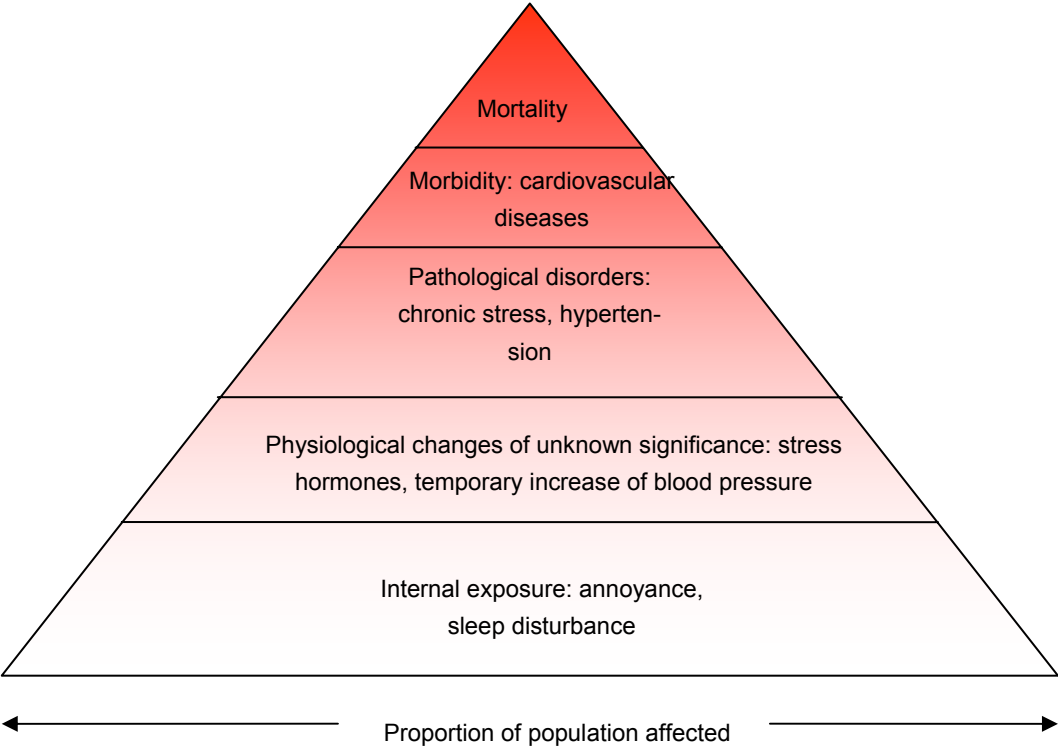 Mortality
Morbidity: cardiovascular
diseases
Pathological disorders:
chronic stress, hyperten-
sion
Physiological changes of unknown significance: stress
hormones, temporary increase of blood pressure
Internal exposure: annoyance,
sleep disturbance
Proportion of population affected